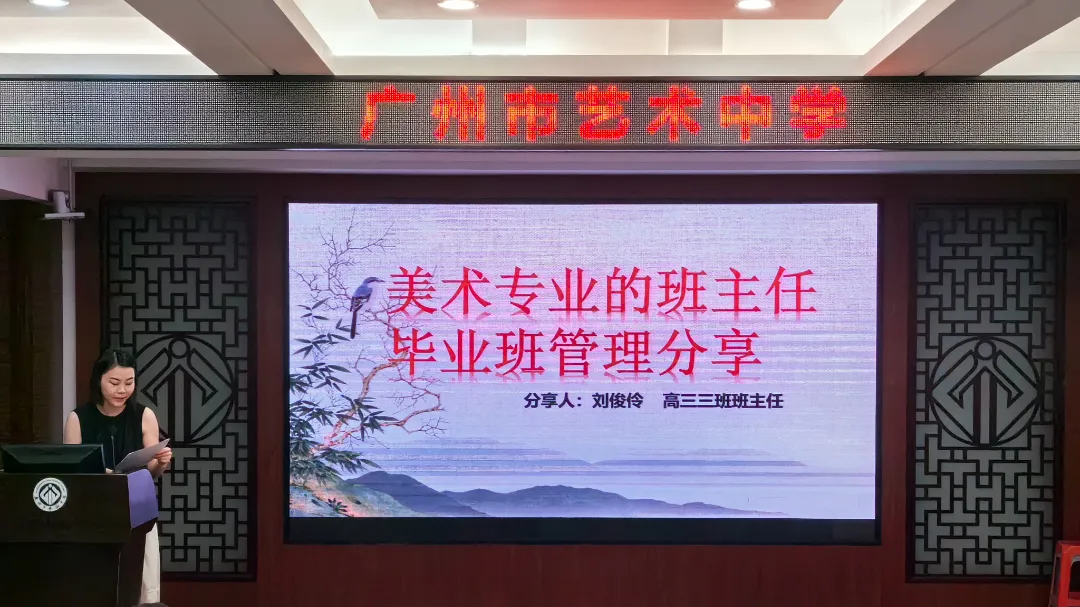 广州市艺术中学
美术专业的班主任
毕业班管理分享
分享人：刘俊伶 高三三班班主任